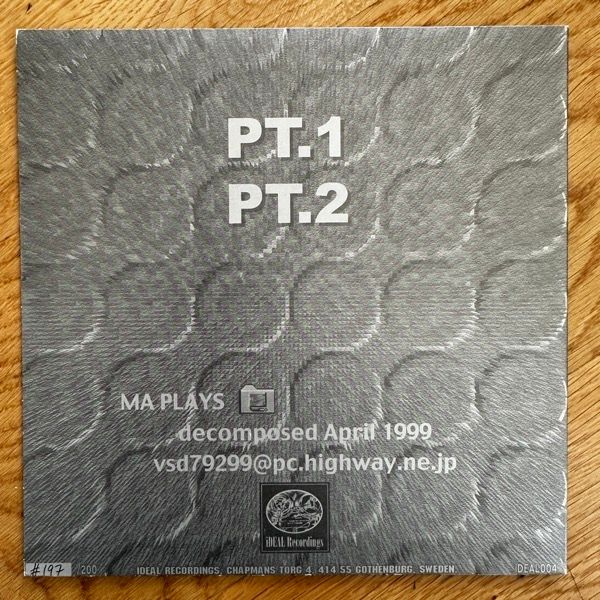 PT.1
PT.2
MA PLAYS
decomposed April 1999
vsd79299@pc.highway.ne.jp
iDEAL Recordings
#197 /200
IDEAL RECORDINGS, CHAPMANS TORG 4, 414 55 GOTHENBURG, SWEDEN.
DEAL004